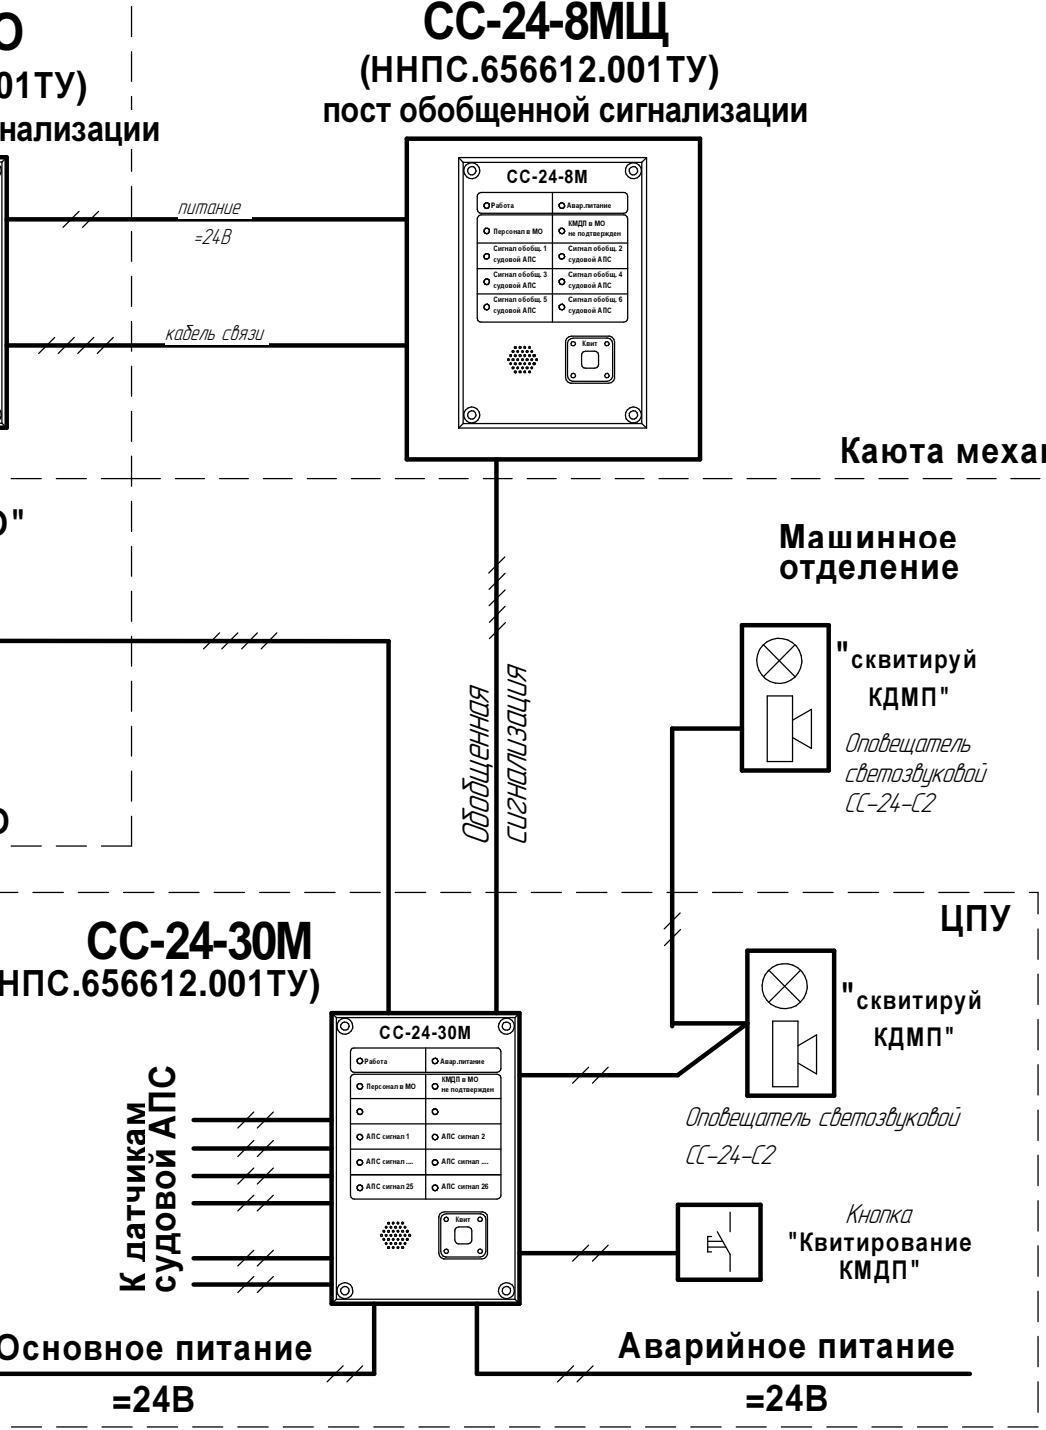 О
СС-24-8МЩ
01ТУ)
(ННПС.656612.001ТУ)
нализации
пост обобщенной сигнализации
СС-24-8М
Работа
Авар.питание
Персонал в МО
КМДП в МО
не подтвержден
Сигнал обобщ. 1
судовой АПС
Сигнал обобщ. 2
судовой АПС
Сигнал обобщ. 3
судовой АПС
Сигнал обобщ. 4
судовой АПС
Сигнал обобщ. 5
судовой АПС
Сигнал обобщ. 6
судовой АПС
Квит
питание
=24В
кабель связи
Каюта меха
О"
Машинное
отделение
"сквитируй
КДМП"
Оповещатель
светозвуковой
СС-24-С2
Обобщенная
сигнализация
О
ЦПУ
СС-24-30М
НПС.656612.001ТУ)
СС-24-30М
Работа
Авар.питание
Персонал в МО
КМДП в МО
не подтвержден
АПС сигнал 1
АПС сигнал 2
АПС сигнал ....
АПС сигнал ....
АПС сигнал 25
АПС сигнал 26
Квит
"сквитируй
КДМП"
Оповещатель светозвуковой
СС-24-С2
К датчикам
судовой АПС
Кнопка
"Квитирование
КМДП"
Основное питание
=24В
Аварийное питание
=24В